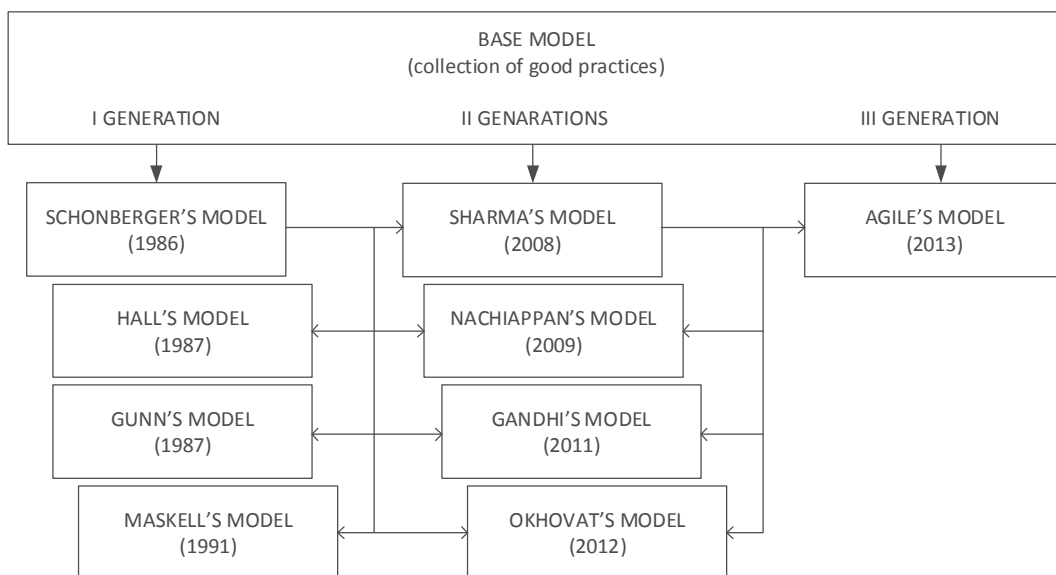 BASE MODEL
(collection of good practices)
I GENERATION
II GENARATIONS
III GENERATION
SCHONBERGER’S MODEL
(1986)
SHARMA’S MODEL
(2008)
AGILE’S MODEL
(2013)
HALL’S MODEL
(1987)
NACHIAPPAN’S MODEL
(2009)
GUNN’S MODEL
(1987)
GANDHI’S MODEL
(2011)
MASKELL’S MODEL
(1991)
OKHOVAT’S MODEL
(2012)